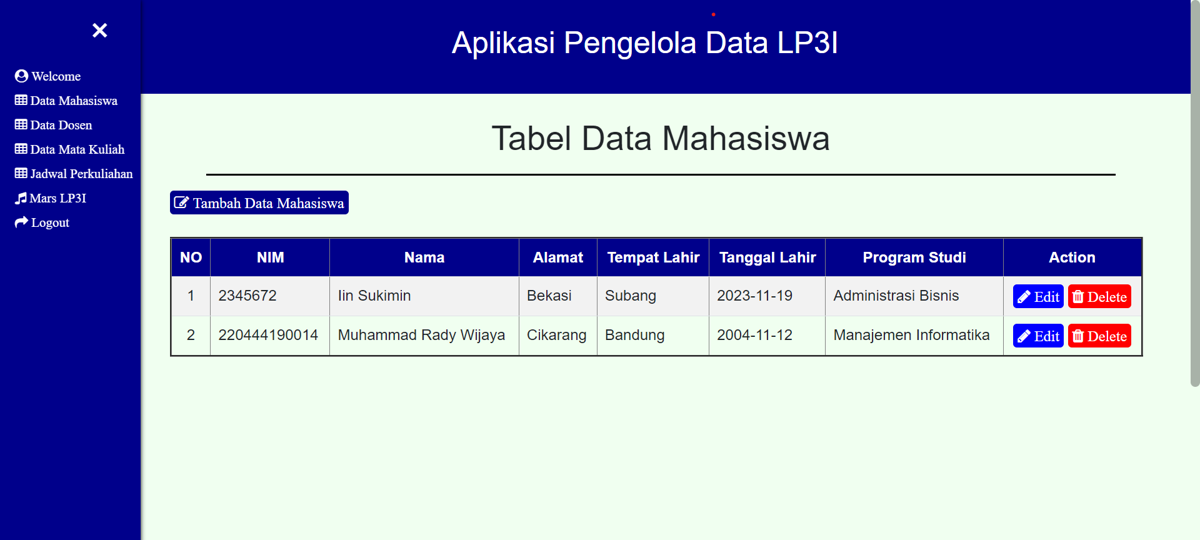 ×
Welcome
Data Mahasiswa
Data Dosen
Data Mata Kuliah
Jadwal Perkuliahan
Mars LP3I
Logout
Aplikasi Pengelola Data LP3I
Tabel Data Mahasiswa
Tambah Data Mahasiswa
NO NIM Nama Alamat Tempat Lahir Tanggal Lahir Program Studi Action
1 2345672 Iin Sukimin Bekasi Subang 2023-11-19 Administrasi Bisnis Edit Delete
2 220444190014 Muhammad Rady Wijaya Cikarang Bandung 2004-11-12 Manajemen Informatika Edit Delete